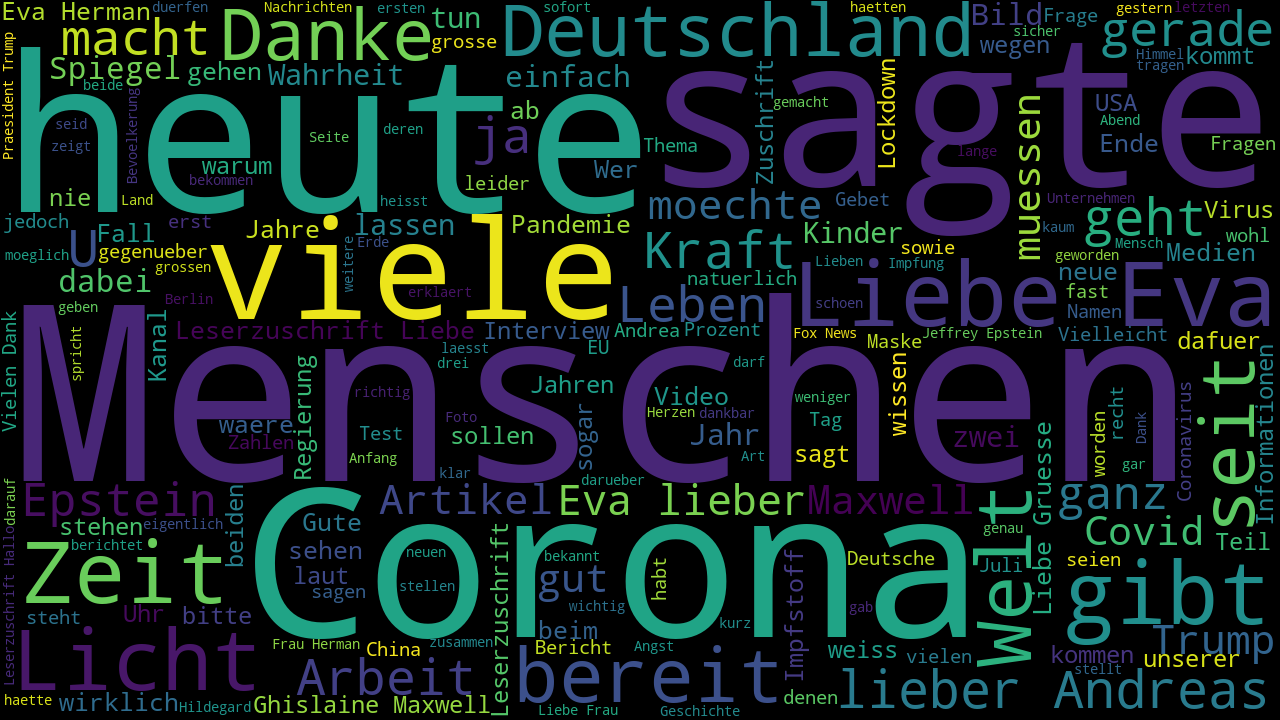 Eva Herman
duerfen
Nachrichten
ersten
sofort
haetten
gestern
letzten
macht
Danke
tun
grosse
Deutschland
Bild
Frage
sicher
wegen
gerade
Praesident Trump
Spiegel
gehen
Wahrheit
einfach
Himmel
tragen
kommt
beide
heute
sagte
seid
zeigt
Bevoelkerung
Seite
deren
ab
ja
Zuschrift
gemacht
Lockdown
USA
Abend
Ende
Fragen
Thema
Wer
lange
muessen
warum
bekommen
leider
nie
Land
heisst
moechte
Gebet
Unternehmen
jedoch
U
Fall
erst
Jahre
lassen
Pandemie
Kraft
Kinder
geht
Virus
kaum
wohl
moeglich
gegenueber
grossen
viele
weitere
Erde
sowie
Mensch
Medien
dabei
Lieben
Impfung
geworden
natuerlich
neue
geben
Berlin
erklaert
Leben
schoen
Liebe
fast
Eva
Namen
Vielen Dank
spricht
Kanal
Leserzuschrift Liebe
Interview
Andrea
Prozent
Fox News
Maske
Jeffrey Epstein
Vielleicht
dafuer
Menschen
laesst
EU
drei
darf
Informationen
Regierung
richtig
Jahren
Video
weniger
wissen
recht
Coronavirus
seit
waere
Zahlen
Foto
Herzen
dankbar
Tag
Test
sollen
sogar
Jahr
zwei
worden
Dank
Anfang
klar
darueber
Art
sagt
gar
Epstein
Artikel
Eva lieber
Maxwell
ganz
Leserzuschrift Hallo
darauf
stehen
eigentlich
beiden
Gute
genau
Welt
Liebe Gruesse
Covid
Teil
Zeit
berichtet
sehen
neuen
Corona
Leserzuschrift
bekannt
habt
Deutsche
seien
laut
sagen
stellen
gut
wichtig
Impfstoff
gab
Juli
gibt
steht
Uhr
bitte
beim
kurz
Licht
Frau Herman
China
zusammen
Bericht
Angst
weiss
vielen
kommen
Trump
unserer
stellt
Arbeit
bereit
haette
wirklich
Hildegard
Ghislaine Maxwell
Liebe Frau
Geschichte
denen
lieber
Andreas